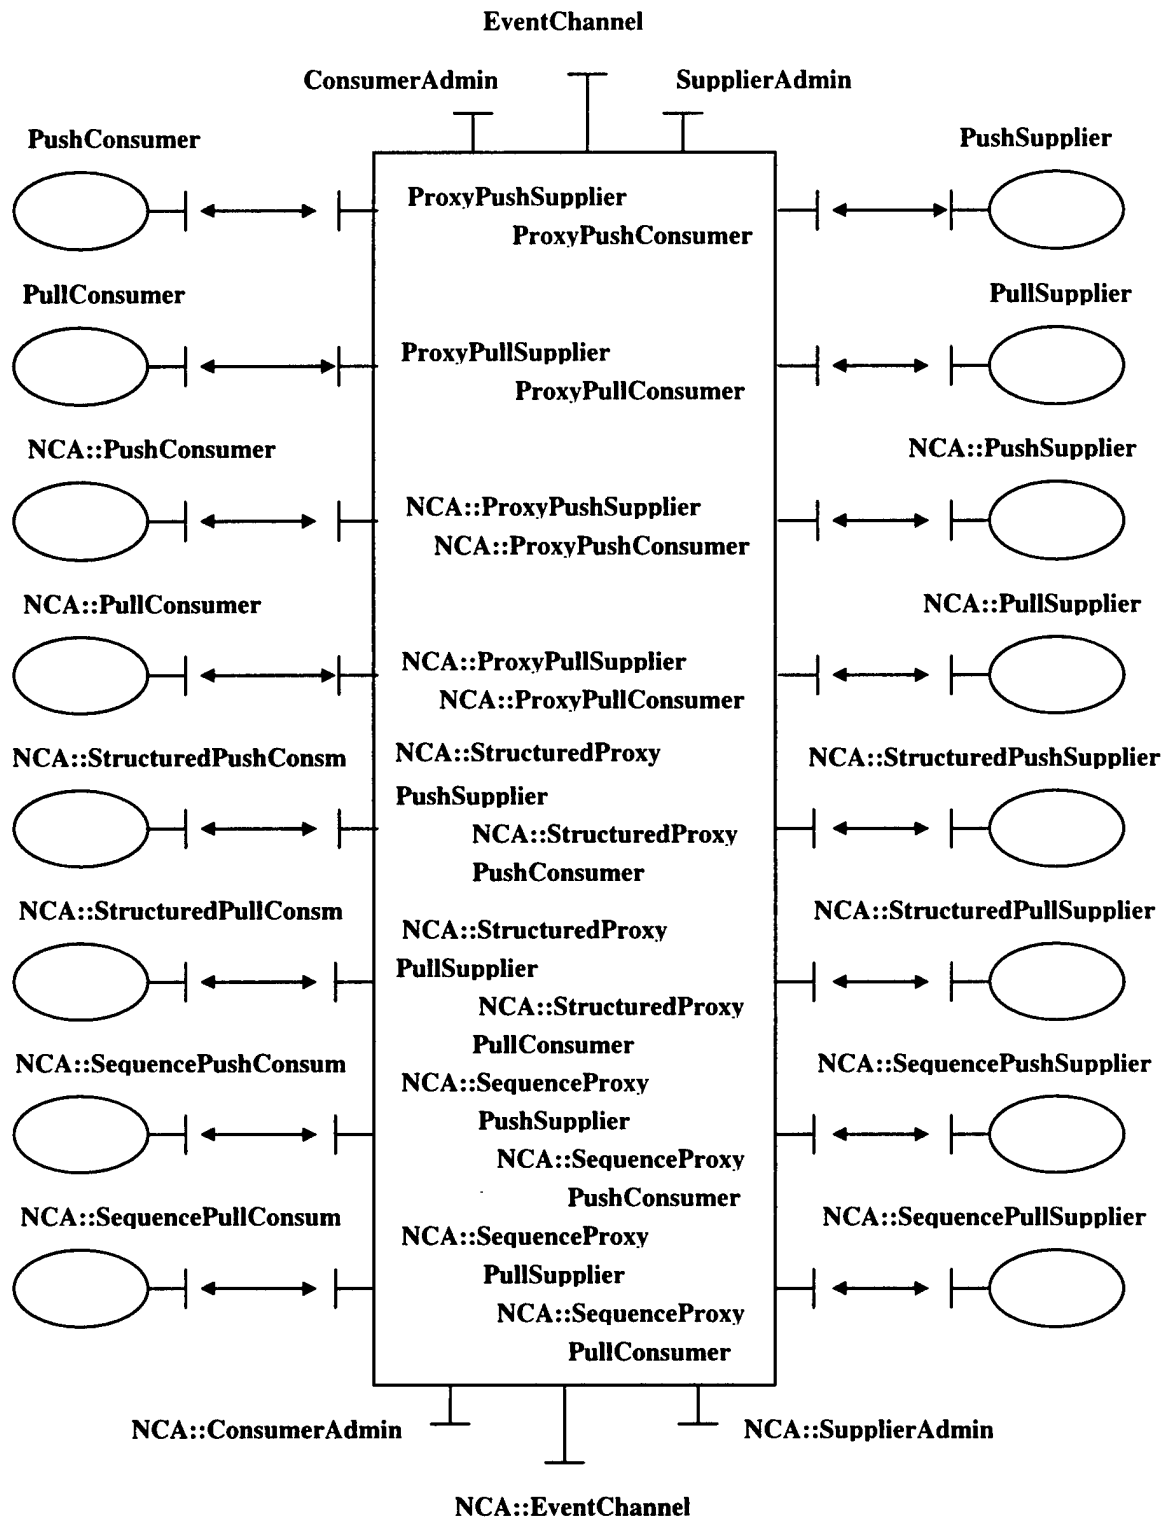 EventChannel
ConsumerAdmin
SupplierAdmin
PushConsumer
PushSupplier
ProxyPushSupplier
ProxyPushConsumer
PullConsumer
PullSupplier
ProxyPullSupplier
ProxyPullConsumer
NCA::PushConsumer
NCA::PushSupplier
NCA::ProxyPushSupplier
NCA::ProxyPushConsumer
NCA::PullConsumer
NCA::PullSupplier
NCA::ProxyPullSupplier
NCA::ProxyPullConsumer
NCA::StructuredPushConsm
NCA::StructuredProxy
NCA::StructuredPushSupplier
PushSupplier
NCA::StructuredProxy
PushConsumer
NCA::StructuredPullConsm
NCA::StructuredPullSupplier
NCA::StructuredProxy
PullSupplier
NCA::StructuredProxy
PullConsumer
NCA::SequencePushConsum
NCA::SequencePushSupplier
NCA::SequenceProxy
PushSupplier
NCA::SequenceProxy
PushConsumer
NCA::SequencePullConsum
NCA::SequencePullSupplier
NCA::SequenceProxy
PullSupplier
NCA::SequenceProxy
PullConsumer
NCA::ConsumerAdmin
NCA::SupplierAdmin
NCA::EventChannel